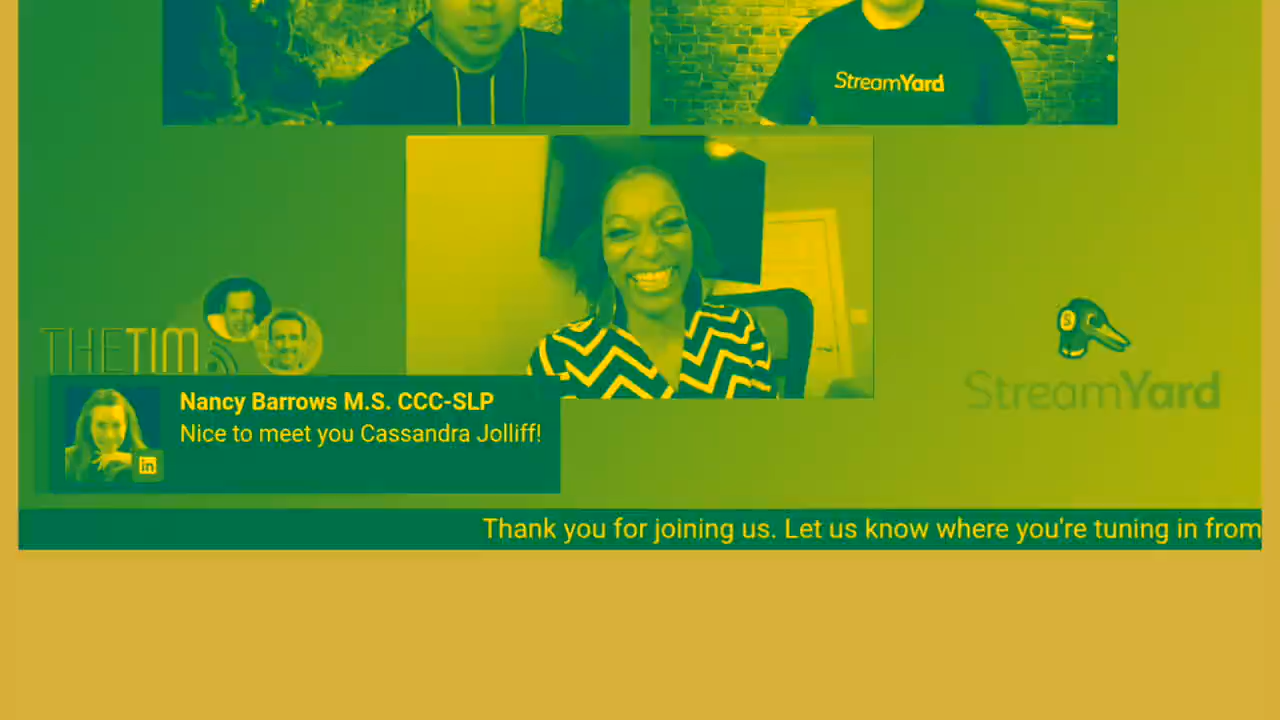 StreamYard
THETIM
S
StreamYard
Nancy Barrows M.S. CCC-SLP
Nice to meet you Cassandra Jolliff!
in
Thank you for joining us. Let us know where you're tuning in from